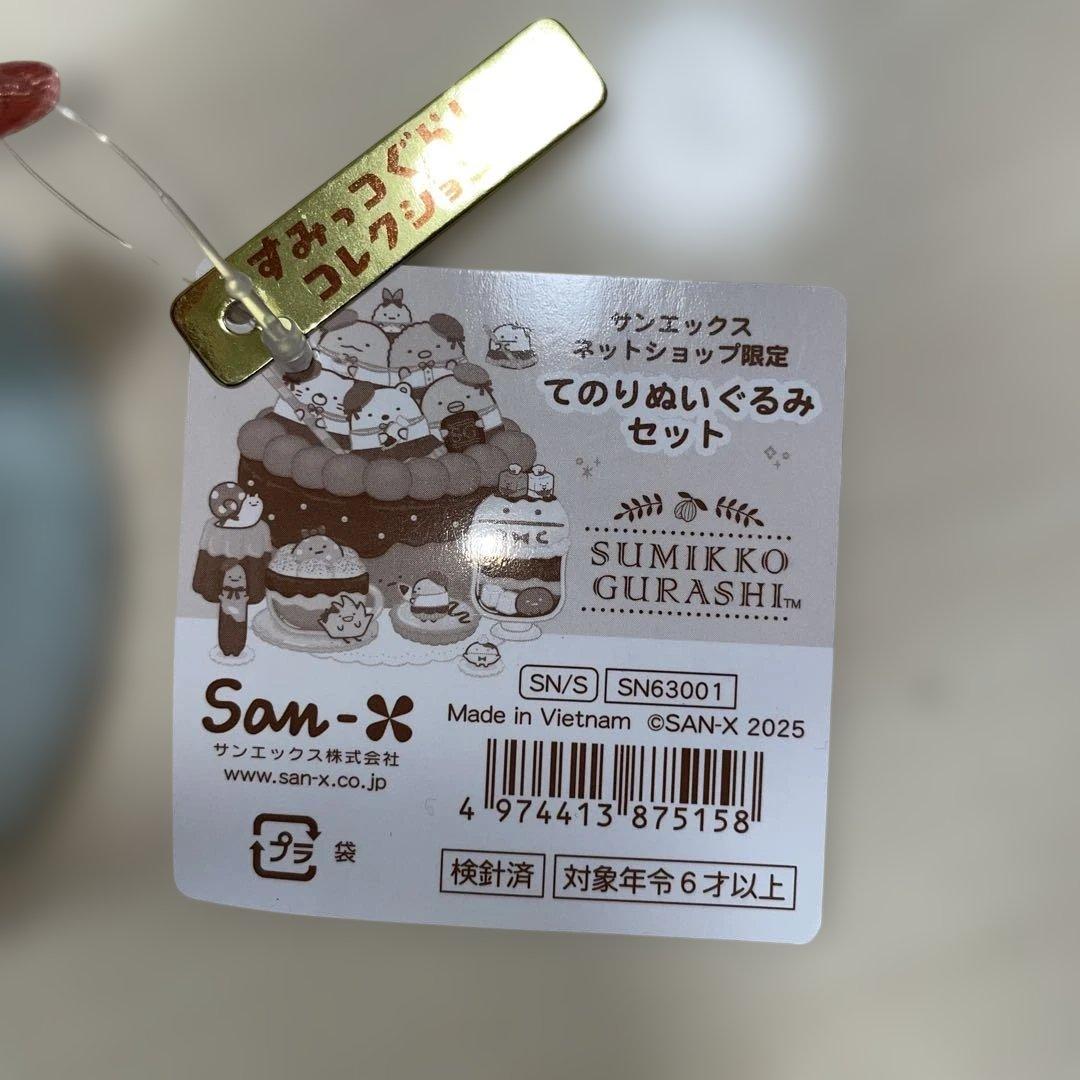 すみっコぐらし
コレクショ
サンエックス
ネットショップ限定
てのりぬいぐるみ
セット
SUMIKKO
GURASHI™
SN/S SN63001
Made in Vietnam ©SAN-X 2025
San-X
サンエックス株式会社
www.san-x.co.jp
4 974413 875158
プラ 袋
検針済 対象年令6才以上